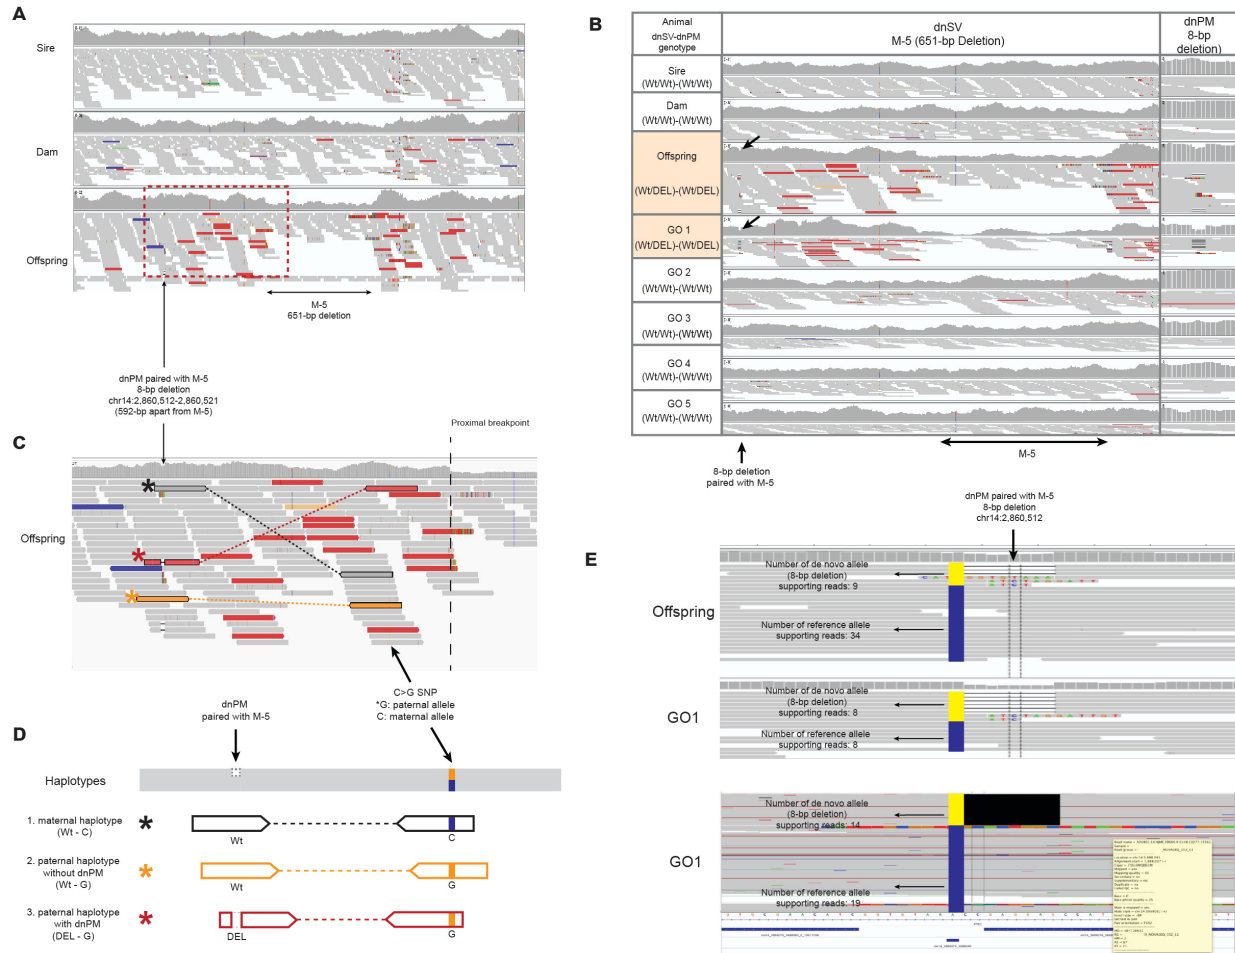 A
Sire
Dam
Offspring
M-5
651-bp deletion
dnPM paired with M-5
8-bp deletion
chr14:2,860,512-2,860,521
(592-bp apart from M-5)
B
Animal
dnSV-dnPM
genotype
dnSV
M-5 (651-bp Deletion)
dnPM
8-bp
deletion)
Sire
(Wt/Wt)-(Wt/Wt)
Dam
(Wt/Wt)-(Wt/Wt)
Offspring
(Wt/DEL)-(Wt/DEL)
GO 1
(Wt/DEL)-(Wt/DEL)
GO 2
(Wt/Wt)-(Wt/Wt)
GO 3
(Wt/Wt)-(Wt/Wt)
GO 4
(Wt/Wt)-(Wt/Wt)
GO 5
(Wt/Wt)-(Wt/Wt)
8-bp deletion
paired with M-5
M-5
C
Proximal breakpoint
Offspring
C>G SNP
*G: paternal allele
C: maternal allele
D
dnPM
paired with M-5
Haplotypes
1. maternal haplotype
(Wt - C)
Wt
C
2. paternal haplotype
without dnPM
(Wt - G)
Wt
G
3. paternal haplotype
with dnPM
(DEL - G)
DEL
G
E
dnPM paired with M-5
8-bp deletion
chr14:2,860,512
Offspring
Number of de novo allele
(8-bp deletion)
supporting reads: 9
Number of reference allele
supporting reads: 34
GO1
Number of de novo allele
(8-bp deletion)
supporting reads: 8
Number of reference allele
supporting reads: 8
GO1
Number of de novo allele
(8-bp deletion)
supporting reads: 14
Number of reference allele
supporting reads: 19